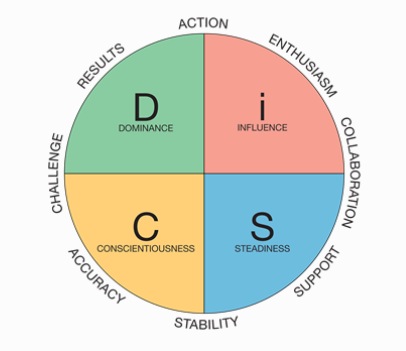 ACTION
RESULTS
ENTHUSIASM
D
DOMINANCE
i
INFLUENCE
CHALLENGE
COLLABORATION
C
CONSCIENTIOUSNESS
S
STEADINESS
ACCURACY
SUPPORT
STABILITY